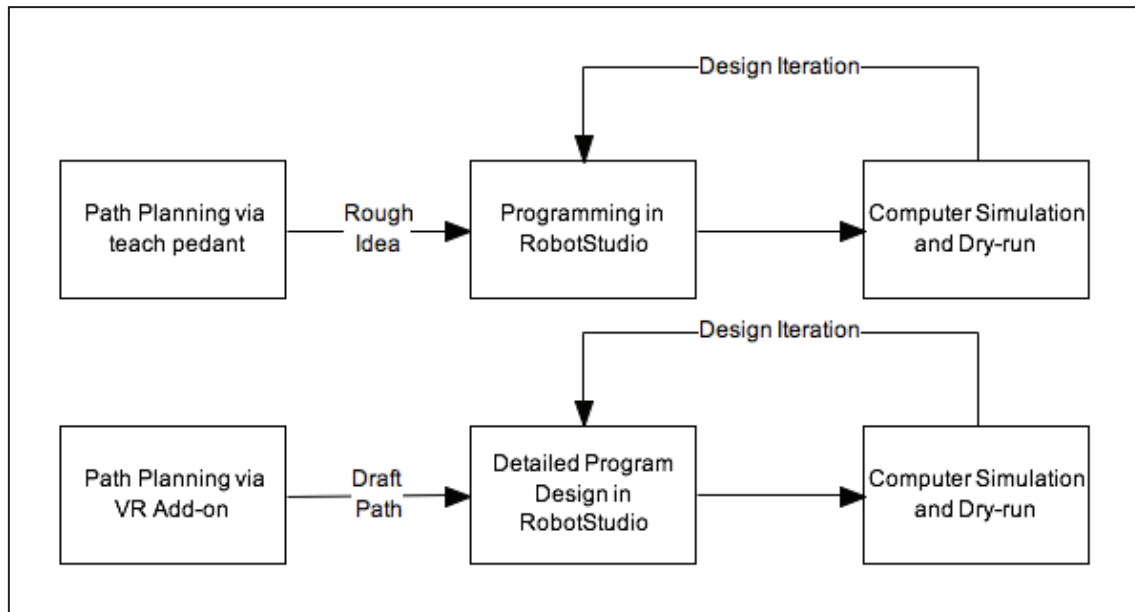 Design Iteration
Path Planning via
teach pedant
Rough
Idea
Programming in
RobotStudio
Computer Simulation
and Dry-run
Design Iteration
Path Planning via
VR Add-on
Draft
Path
Detailed Program
Design in
RobotStudio
Computer Simulation
and Dry-run